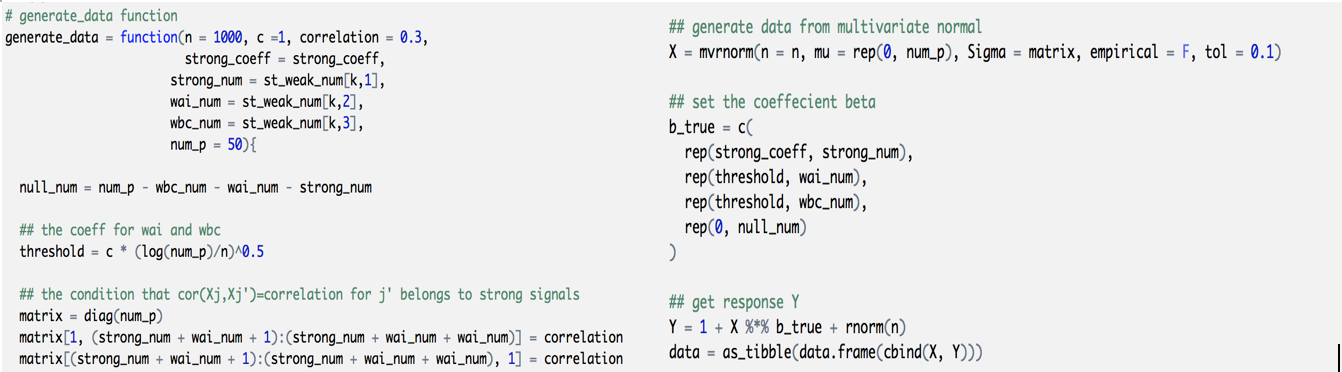 # generate_data function
generate_data = function(n = 1000, c =1, correlation = 0.3,
strong_coeff = strong_coeff,
strong_num = st_weak_num[k,1],
wai_num = st_weak_num[k,2],
wbc_num = st_weak_num[k,3],
num_p = 50){
null_num = num_p - wbc_num - wai_num - strong_num
## the coeff for wai and wbc
threshold = c * (log(num_p)/n)^0.5
## the condition that cor(Xj,Xj')=correlation for j' belongs to strong signals
matrix = diag(num_p)
matrix[1, (strong_num + wai_num + 1):(strong_num + wai_num + wai_num)] = correlation
matrix[(strong_num + wai_num + 1):(strong_num + wai_num + wai_num), 1] = correlation
## generate data from multivariate normal
X = mvrnorm(n = n, mu = rep(0, num_p), Sigma = matrix, empirical = F, tol = 0.1)
## set the coeffecient beta
b_true = c(
rep(strong_coeff, strong_num),
rep(threshold, wai_num),
rep(threshold, wbc_num),
rep(0, null_num)
)
## get response Y
Y = 1 + X %*% b_true + rnorm(n)
data = as_tibble(data.frame(cbind(X, Y)))